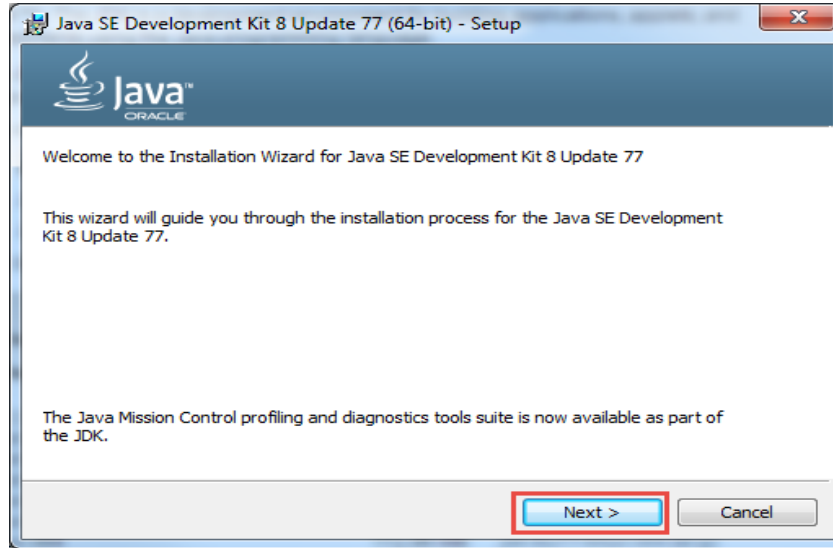 Java SE Development Kit 8 Update 77 (64-bit) - Setup
Java™
ORACLE
Welcome to the Installation Wizard for Java SE Development Kit 8 Update 77
This wizard will guide you through the installation process for the Java SE Development
Kit 8 Update 77.
The Java Mission Control profiling and diagnostics tools suite is now available as part of
the JDK.
Next >
Cancel